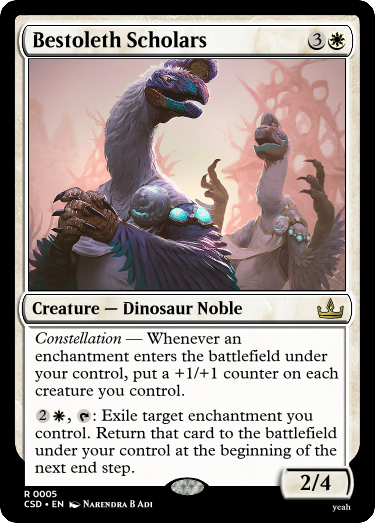 Bestoleth Scholars 3
Creature — Dinosaur Noble
Constellation — Whenever an
enchantment enters the battlefield under
your control, put a +1/+1 counter on each
creature you control.
2, : Exile target enchantment you
control. Return that card to the battlefield
under your control at the beginning of the
next end step.
2/4
R 0005
CSD • EN Narendra B Adi
yeah